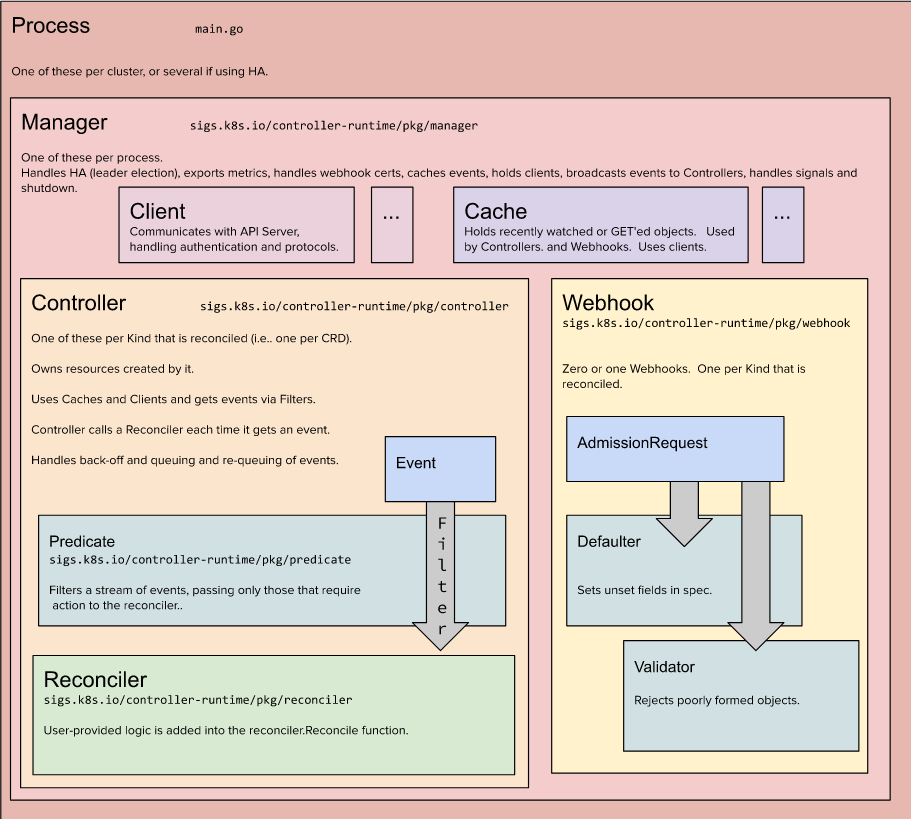 Process main.go
One of these per cluster, or several if using HA.
Manager sigs.k8s.io/controller-runtime/pkg/manager
One of these per process.
Handles HA (leader election), exports metrics, handles webhook certs, caches events, holds clients, broadcasts events to Controllers, handles signals and
shutdown.
Client
Communicates with API Server,
handling authentication and protocols.
...
Cache
Holds recently watched or GET'ed objects.   Used
by Controllers. and Webhooks.  Uses clients.
...
Controller sigs.k8s.io/controller-runtime/pkg/controller
One of these per Kind that is reconciled (i.e.. one per CRD).
Owns resources created by it.
Uses Caches and Clients and gets events via Filters.
Controller calls a Reconciler each time it gets an event.
Handles back-off and queuing and re-queuing of events.
Event
Filter
Predicate
sigs.k8s.io/controller-runtime/pkg/predicate
Filters a stream of events, passing only those that require
action to the reconciler..
Reconciler
sigs.k8s.io/controller-runtime/pkg/reconciler
User-provided logic is added into the reconciler.Reconcile function.
Webhook
sigs.k8s.io/controller-runtime/pkg/webhook
Zero or one Webhooks.  One per Kind that is
reconciled.
AdmissionRequest
Defaulter
Sets unset fields in spec.
Validator
Rejects poorly formed objects.